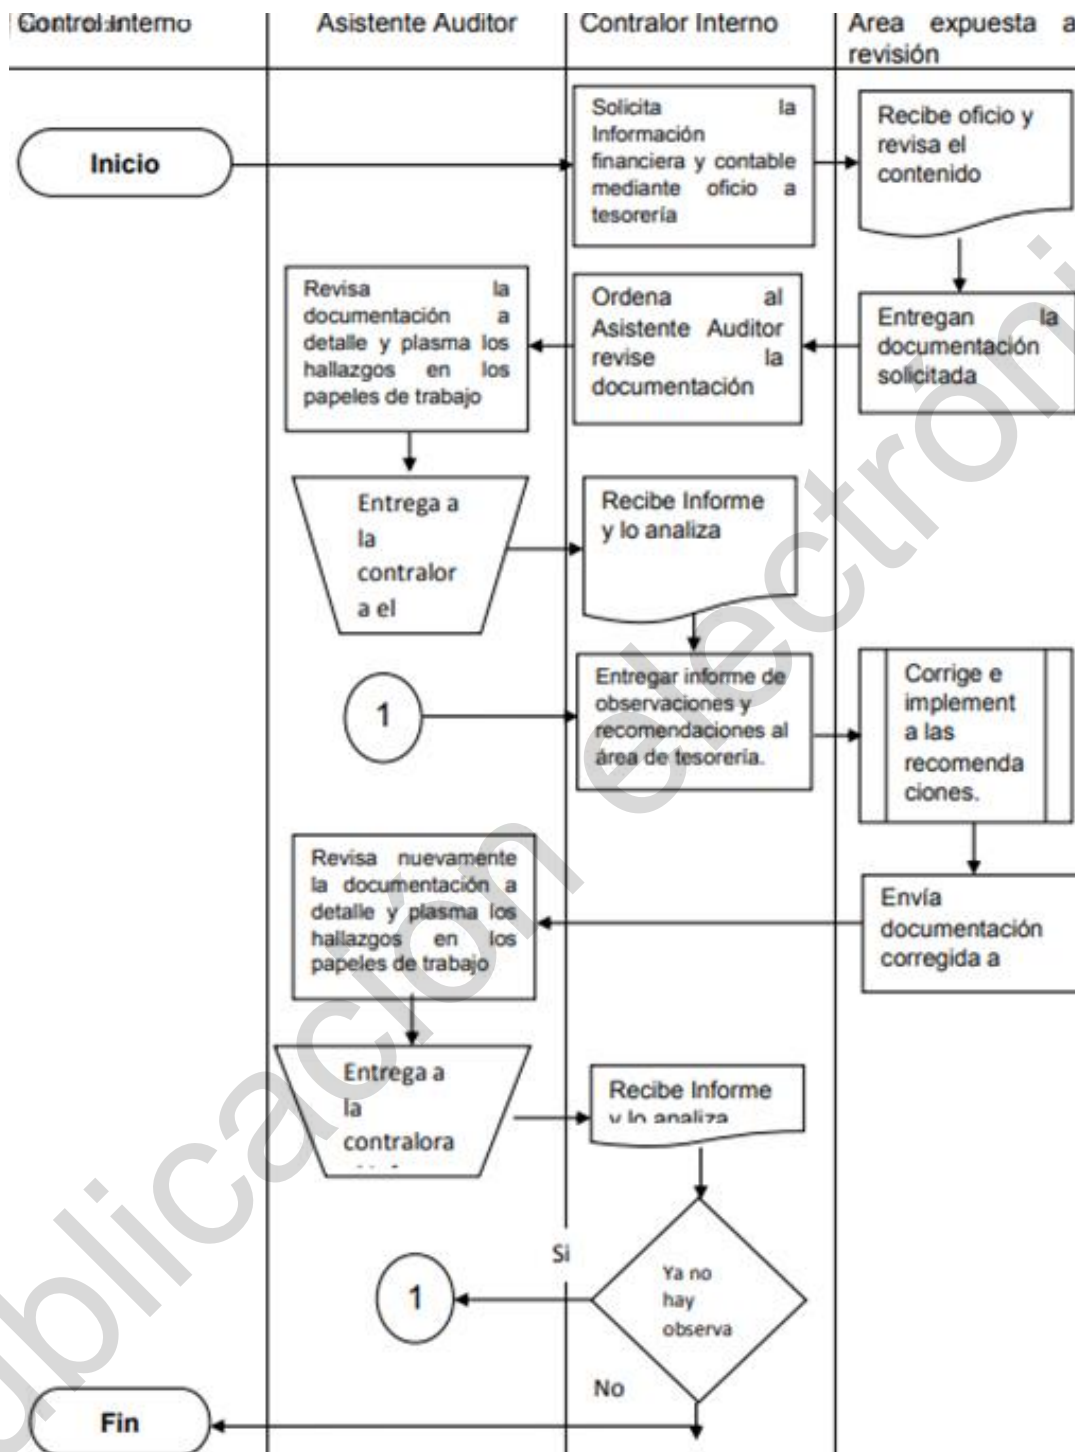 Control Interno
Asistente Auditor
Contralor Interno
Area expuesta a
revisión
Inicio
Solicita la
Información
financiera y contable
mediante oficio a
tesorería
Recibe oficio y
revisa el
contenido
Revisa la
documentación a
detalle y plasma los
hallazgos en los
papeles de trabajo
Ordena al
Asistente Auditor
revise la
documentación
Entregan la
documentación
solicitada
Entrega a
la
contralor
a el
Recibe Informe
y lo analiza
1
Entregar informe de
observaciones y
recomendaciones al
área de tesorería.
Corrige e
implement
a las
recomenda
ciones.
Revisa nuevamente
la documentación a
detalle y plasma los
hallazgos en los
papeles de trabajo
Envía
documentación
corregida a
Entrega a
la
contralora
Recibe Informe
y lo analiza
Si
1
Ya no
hay
observa
No
Fin
ublicación electróni